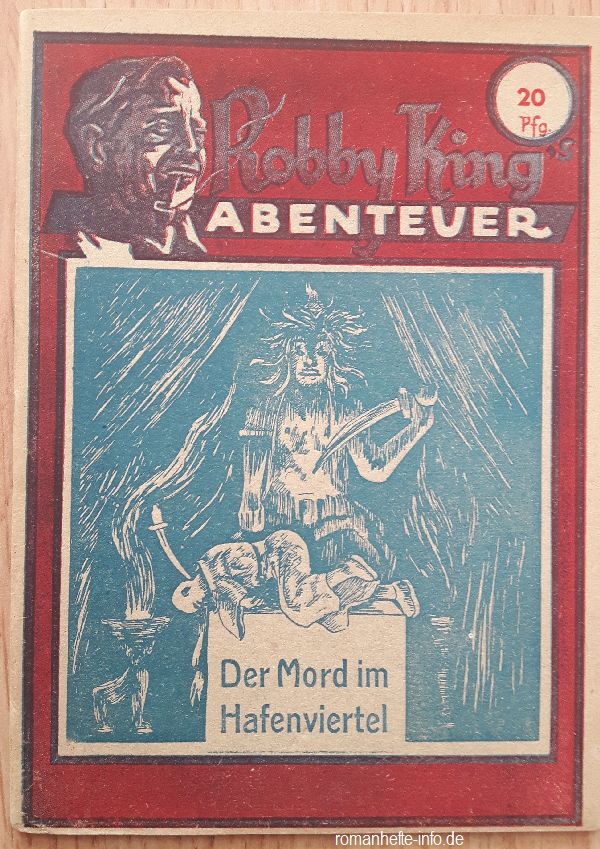 20
Pfg.
Robby King's
ABENTEUER
Der Mord im
Hafenviertel
romanhefte-info.de